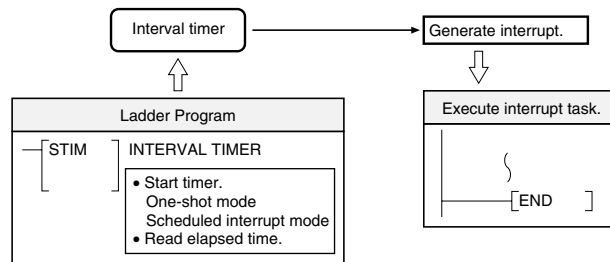 Interval timer
Generate interrupt.
Ladder Program
STIM
INTERVAL TIMER
• Start timer.
One-shot mode
Scheduled interrupt mode
• Read elapsed time.
Execute interrupt task.
END